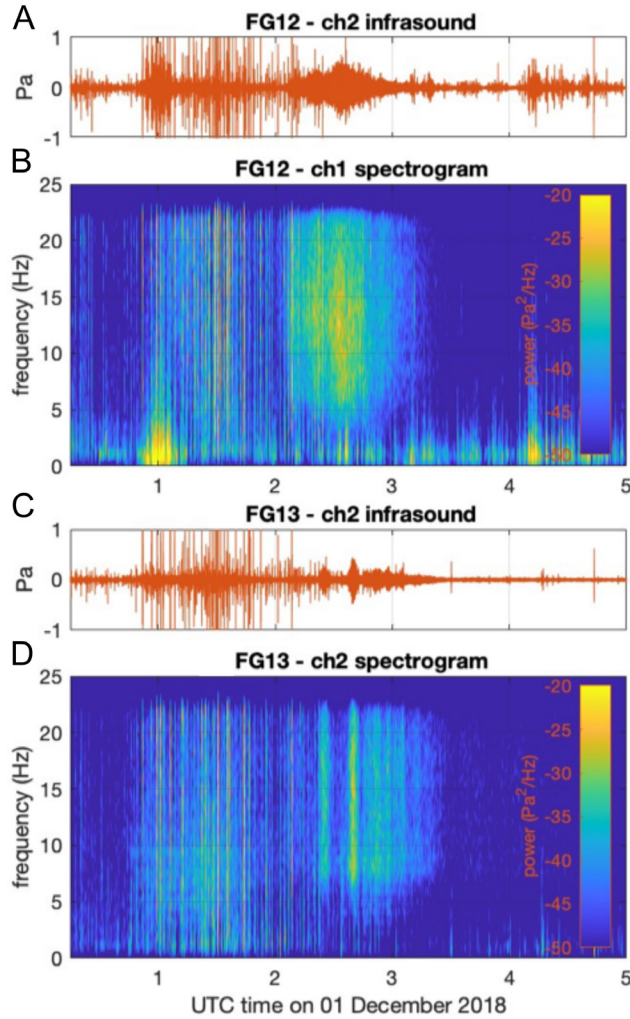 A
FG12 - ch2 infrasound
1
0
-1
Pa
B
FG12 - ch1 spectrogram
25
20
15
10
5
0
frequency (Hz)
-20
-25
-30
-35
-40
-45
-50
power (Pa²/Hz)
1 2 3 4 5
C
FG13 - ch2 infrasound
1
0
-1
Pa
D
FG13 - ch2 spectrogram
25
20
15
10
5
0
frequency (Hz)
-20
-25
-30
-35
-40
-45
-50
power (Pa²/Hz)
1 2 3 4 5
UTC time on 01 December 2018